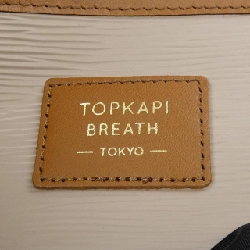 TOPKAPI
BREATH
— TOKYO —